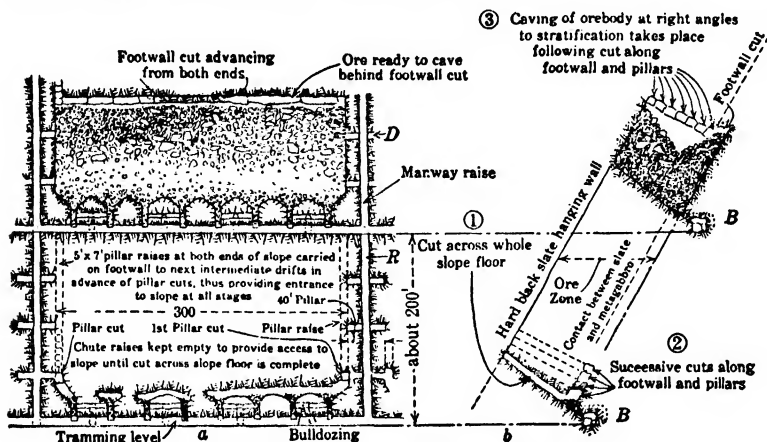 Footwall cut advancing
from both ends
Ore ready to cave
behind footwall cut
D
Manway raise
③ Caving of orebody at right angles
to stratification takes place
following cut along
footwall and pillars
Footwall cut
B
①
Cut across whole
slope floor
Hard black slate hanging wall
Ore
Zone
Contact between slate
and metagabbro
②
Successive cuts along
footwall and pillars
B
R
5'x 7' pillar raises at both ends of slope carried
on footwall to next intermediate drifts in
advance of pillar cuts, thus providing entrance
to slope at all stages
40' Pillar
300
Pillar cut
1st Pillar cut
Pillar raise
Chute raises kept empty to provide access to
slope until cut across slope floor is complete
about 200'
Tramming level
a
Bulldozing
b